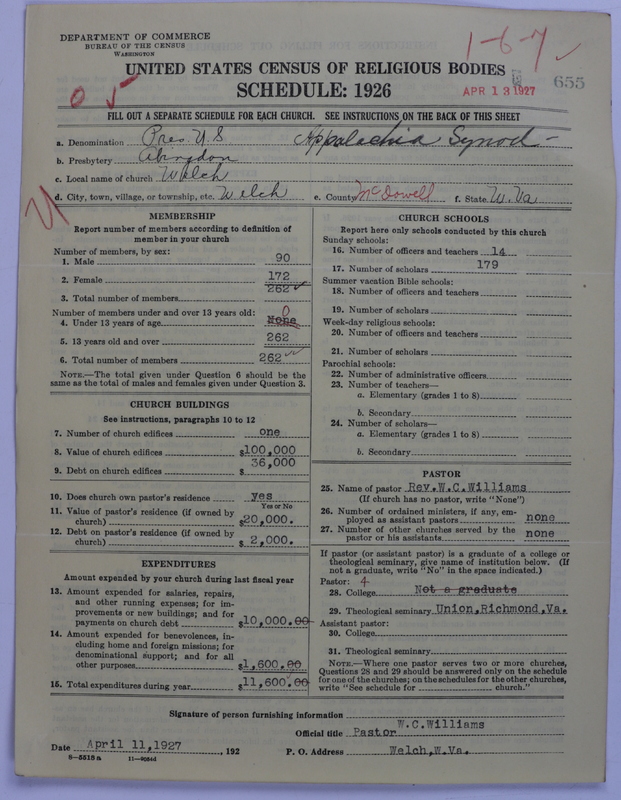 DEPARTMENT OF COMMERCE
BUREAU OF THE CENSUS
WASHINGTON
1-6-7
UNITED STATES CENSUS OF RELIGIOUS BODIES
SCHEDULE: 1926
APR 13 1927
655
FILL OUT A SEPARATE SCHEDULE FOR EACH CHURCH. SEE INSTRUCTIONS ON THE BACK OF THIS SHEET
a. Denomination Pres U S Appalachia Synod
b. Presbytery Abingdon
c. Local name of church Welch
d. City, town, village, or township, etc. Welch e. County McDowell f. State W. Va
MEMBERSHIP
Report number of members according to definition of member in your church
Number of members, by sex:
1. Male 90
2. Female 172
3. Total number of members 262
Number of members under and over 13 years old:
4. Under 13 years of age None 0
5. 13 years old and over 262
6. Total number of members 262
NOTE.—The total given under Question 6 should be the same as the total of males and females given under Question 3.
CHURCH BUILDINGS
See instructions, paragraphs 10 to 12
7. Number of church edifices one
8. Value of church edifices $100,000
9. Debt on church edifices $ 36,000
10. Does church own pastor's residence yes
Yes or No
11. Value of pastor's residence (if owned by church) $20,000.
12. Debt on pastor's residence (if owned by church) $ 2,000.
EXPENDITURES
Amount expended by your church during last fiscal year
13. Amount expended for salaries, repairs, and other running expenses; for improvements or new buildings; and for payments on church debt $10,000.00
14. Amount expended for benevolences, including home and foreign missions; for denominational support; and for all other purposes $1,600.00
15. Total expenditures during year $11,600.00
CHURCH SCHOOLS
Report here only schools conducted by this church
Sunday schools:
16. Number of officers and teachers 14
17. Number of scholars 179
Summer vacation Bible schools:
18. Number of officers and teachers
19. Number of scholars
Week-day religious schools:
20. Number of officers and teachers
21. Number of scholars
Parochial schools:
22. Number of administrative officers
23. Number of teachers—
a. Elementary (grades 1 to 8)
b. Secondary
24. Number of scholars—
a. Elementary (grades 1 to 8)
b. Secondary
PASTOR
25. Name of pastor Rev.W.C.Williams
(If church has no pastor, write "None")
26. Number of ordained ministers, if any, employed as assistant pastors none
27. Number of other churches served by the pastor or his assistants none
If pastor (or assistant pastor) is a graduate of a college or theological seminary, give name of institution below. (If not a graduate, write "No" in the space indicated.)
Pastor: 4
28. College Not a graduate
29. Theological seminary Union,Richmond,Va.
Assistant pastor:
30. College
31. Theological seminary
NOTE.—Where one pastor serves two or more churches, Questions 28 and 29 should be answered only on the schedule for one of the churches; on the schedules for the other churches, write "See schedule for church."
Signature of person furnishing information W.C.Williams
Official title Pastor
Date April 11,1927 , 192 P. O. Address Welch,W.Va.
8—5513a 11—9054d